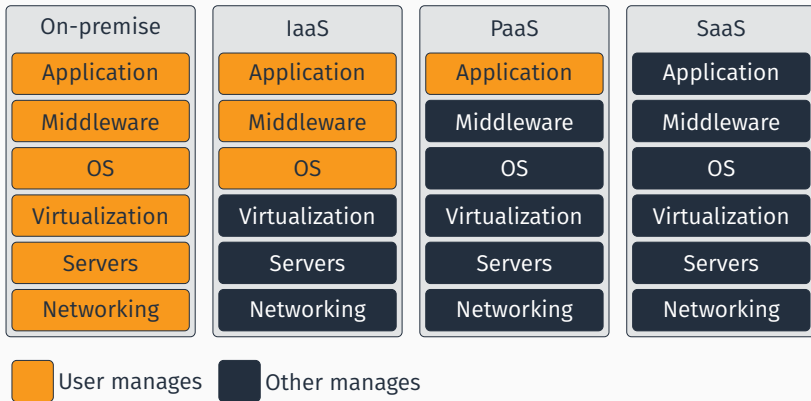 On-premise
Application
Middleware
OS
Virtualization
Servers
Networking
IaaS
Application
Middleware
OS
Virtualization
Servers
Networking
PaaS
Application
Middleware
OS
Virtualization
Servers
Networking
SaaS
Application
Middleware
OS
Virtualization
Servers
Networking
User manages
Other manages